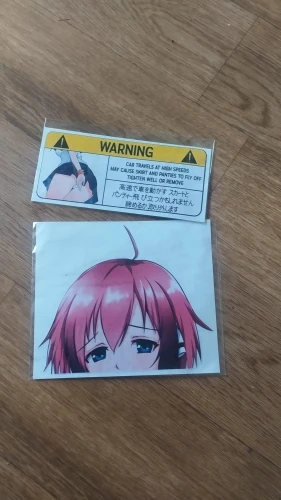 WARNING
CAR TRAVELS AT HIGH SPEEDS
MAY CAUSE SKIRT AND PANTIES TO FLY OFF
TIGHTEN WELL OR REMOVE
高速で車を動かす スカートと
パンティー飛び立つかもしれません
締めるか 取り外します